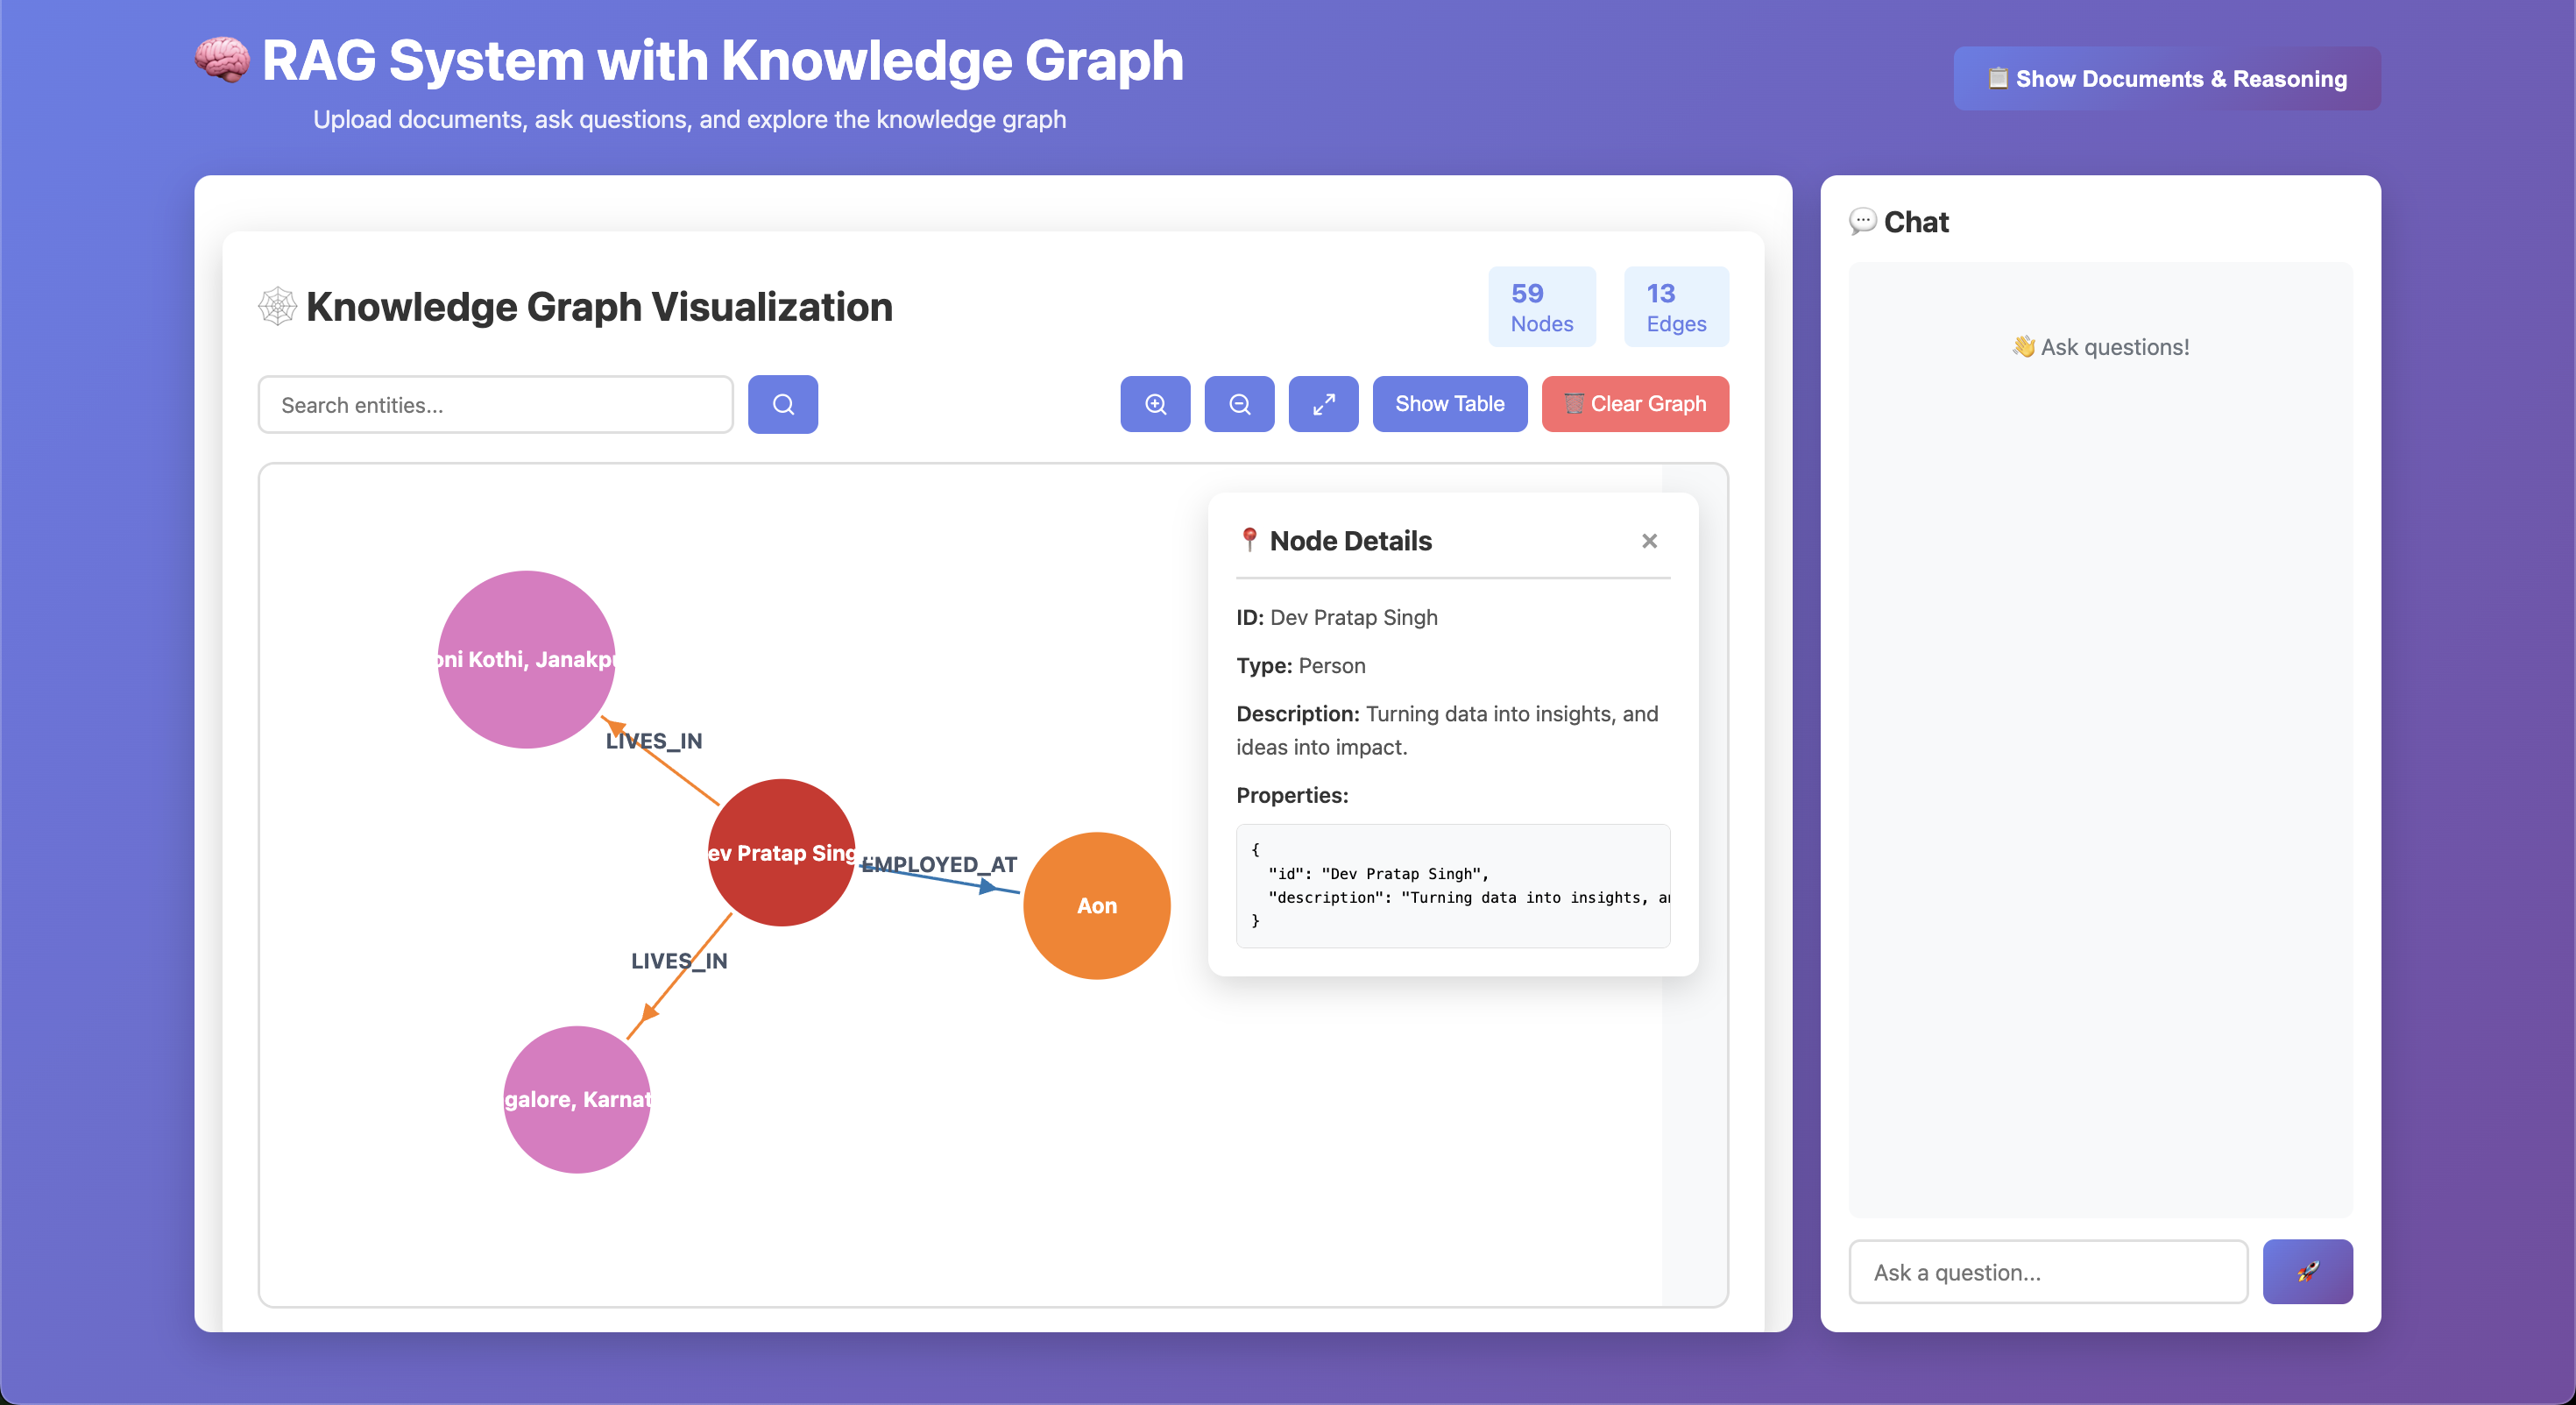 🧠 RAG System with Knowledge Graph
Upload documents, ask questions, and explore the knowledge graph
📋 Show Documents & Reasoning
🕸️ Knowledge Graph Visualization
59
Nodes
13
Edges
Search entities...
Show Table
🗑️ Clear Graph
oni Kothi, Janakpu
LIVES_IN
ev Pratap Sing
EMPLOYED_AT
Aon
LIVES_IN
galore, Karnat
📍 Node Details
×
ID: Dev Pratap Singh
Type: Person
Description: Turning data into insights, and
ideas into impact.
Properties:
{
"id": "Dev Pratap Singh",
"description": "Turning data into insights, an
}
💬 Chat
👋 Ask questions!
Ask a question...
🚀